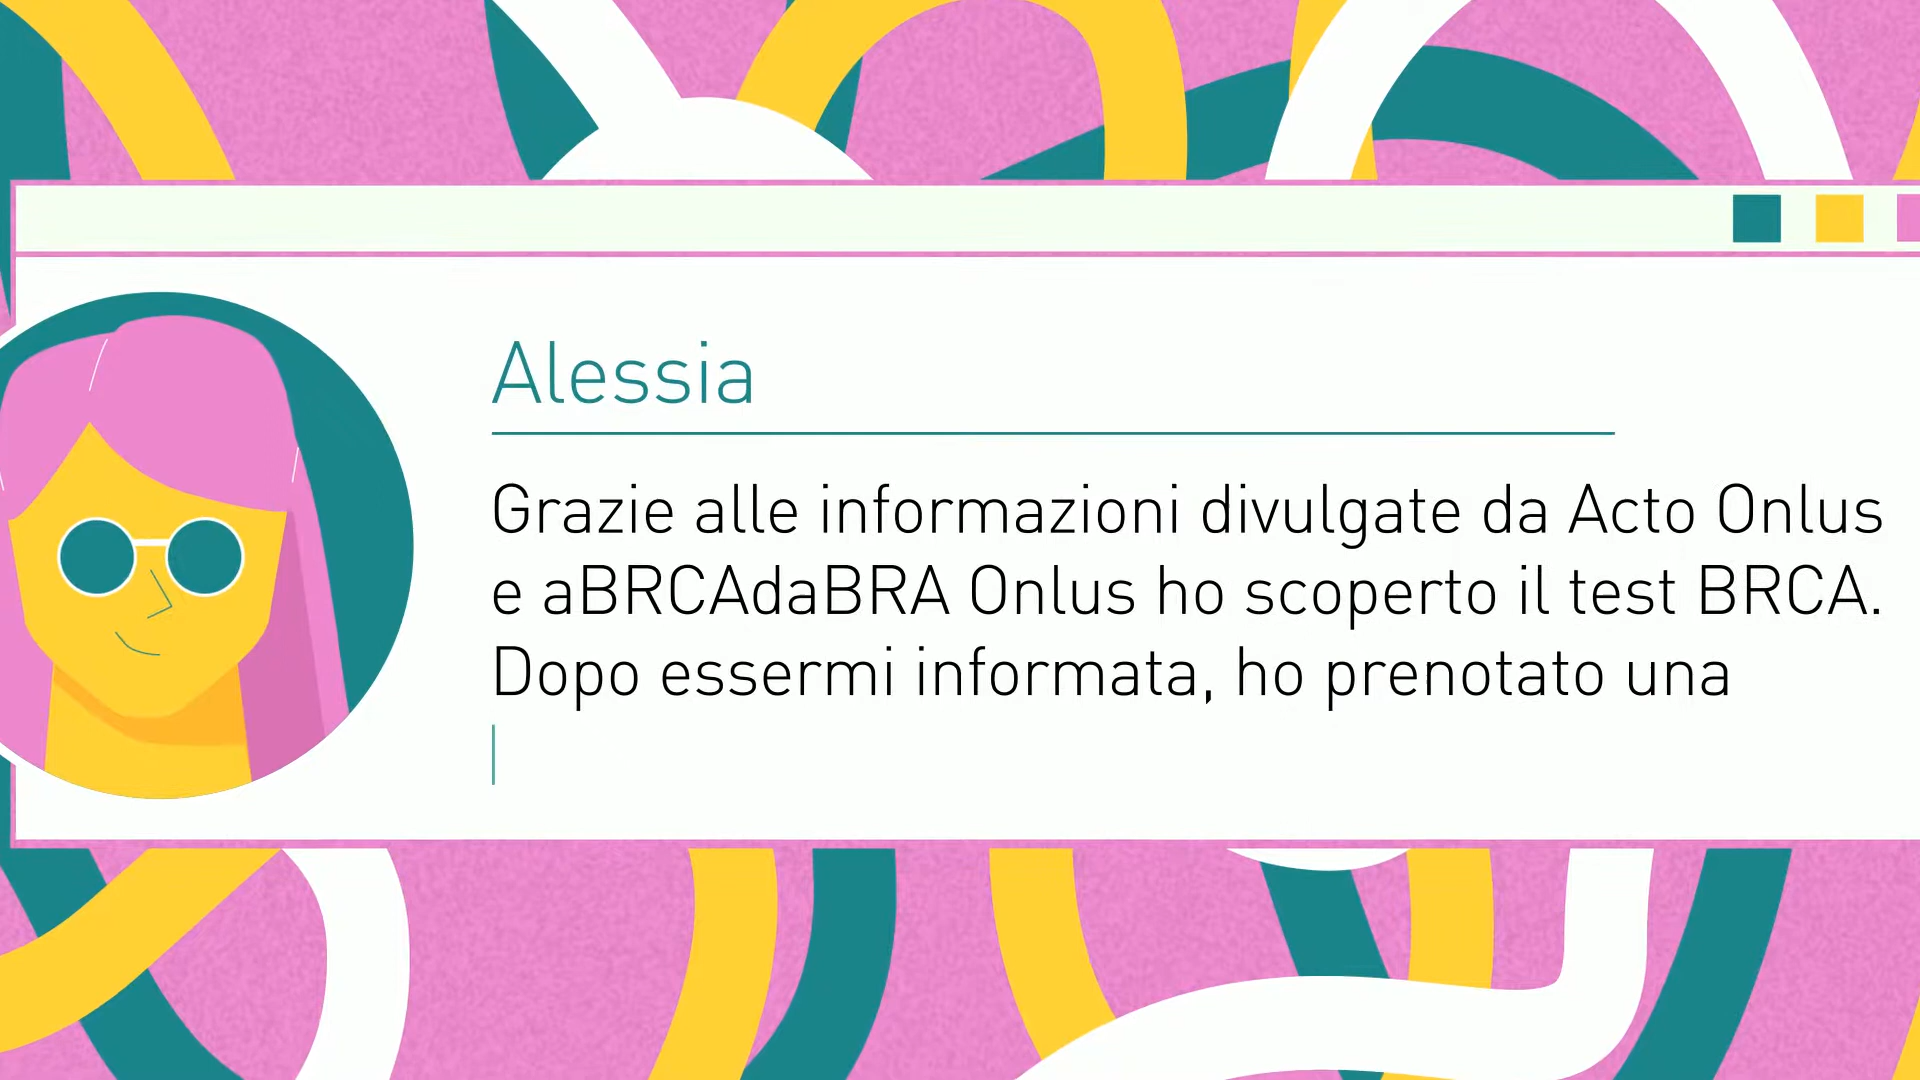 Alessia
Grazie alle informazioni divulgate da Acto Onlus
e aBRCAdaBRA Onlus ho scoperto il test BRCA.
Dopo essermi informata, ho prenotato una